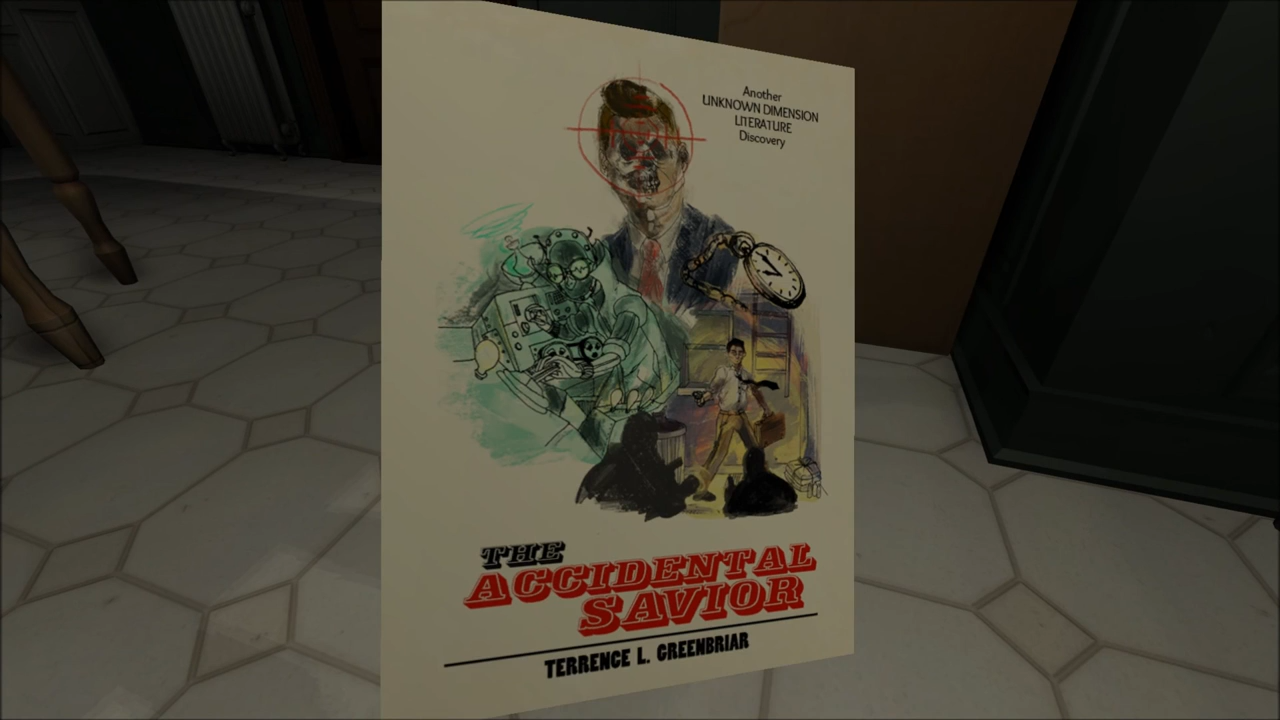 Another
UNKNOWN DIMENSION
LITERATURE
Discovery
THE
ACCIDENTAL
SAVIOR
TERRENCE L. GREENBRIAR